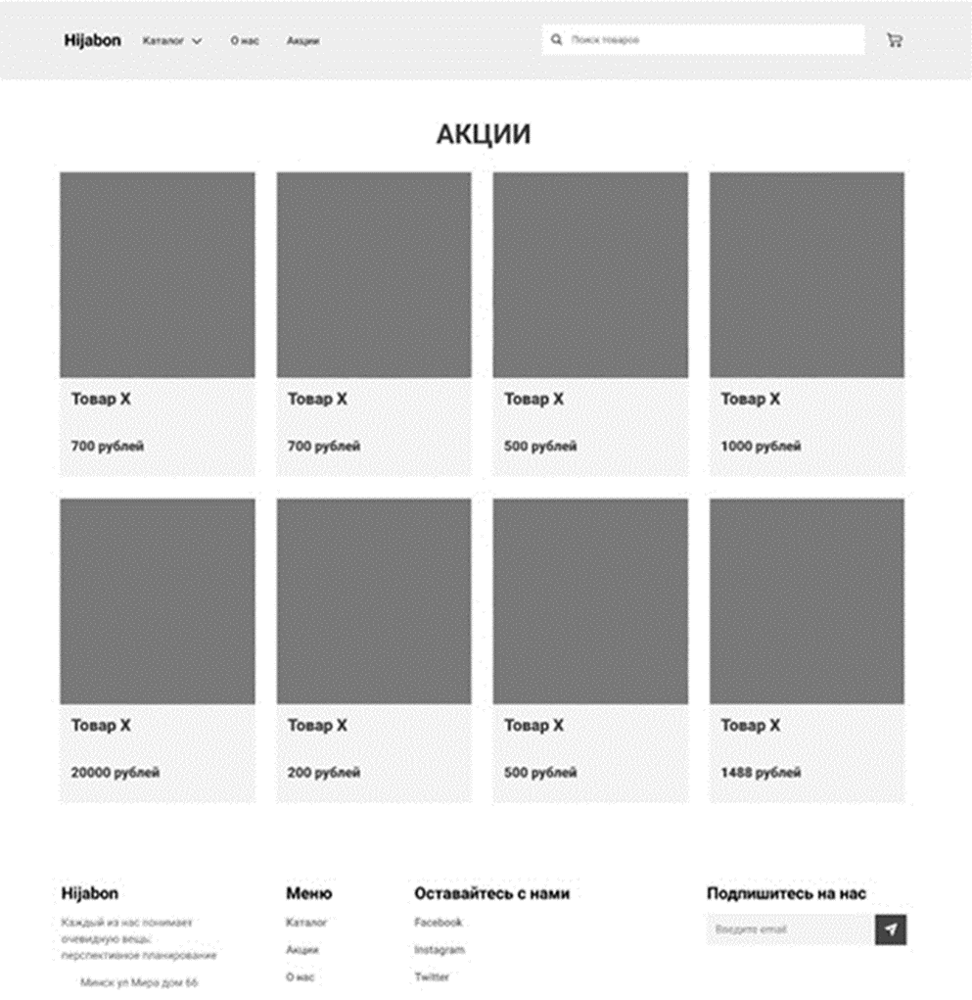 Hijabon Каталог О нас Акции Поиск товаров
АКЦИИ
Товар X Товар X Товар X Товар X
700 рублей 700 рублей 500 рублей 1000 рублей
Товар X Товар X Товар X Товар X
20000 рублей 200 рублей 500 рублей 1488 рублей
Hijabon
Каждый из нас понимает
очевидную вещь:
перспективное планирование
Минск ул Мира дом 66
Меню
Каталог
Акции
О нас
Оставайтесь с нами
Facebook
Instagram
Twitter
Подпишитесь на нас
Введите email